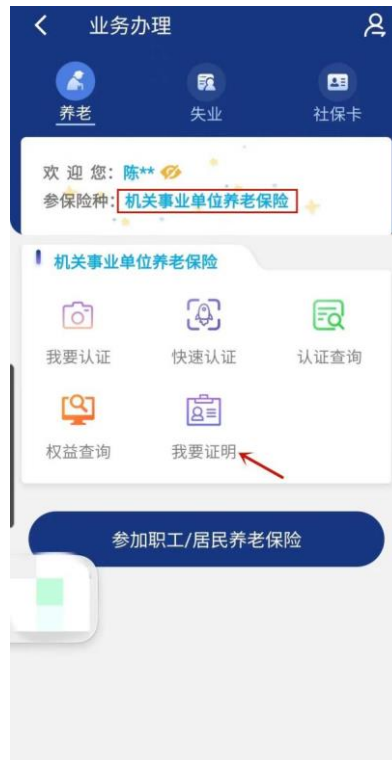 业务办理
养老 失业 社保卡
欢 迎 您：陈**
参保险种：机关事业单位养老保险
机关事业单位养老保险
我要认证 快速认证 认证查询
权益查询 我要证明
参加职工/居民养老保险